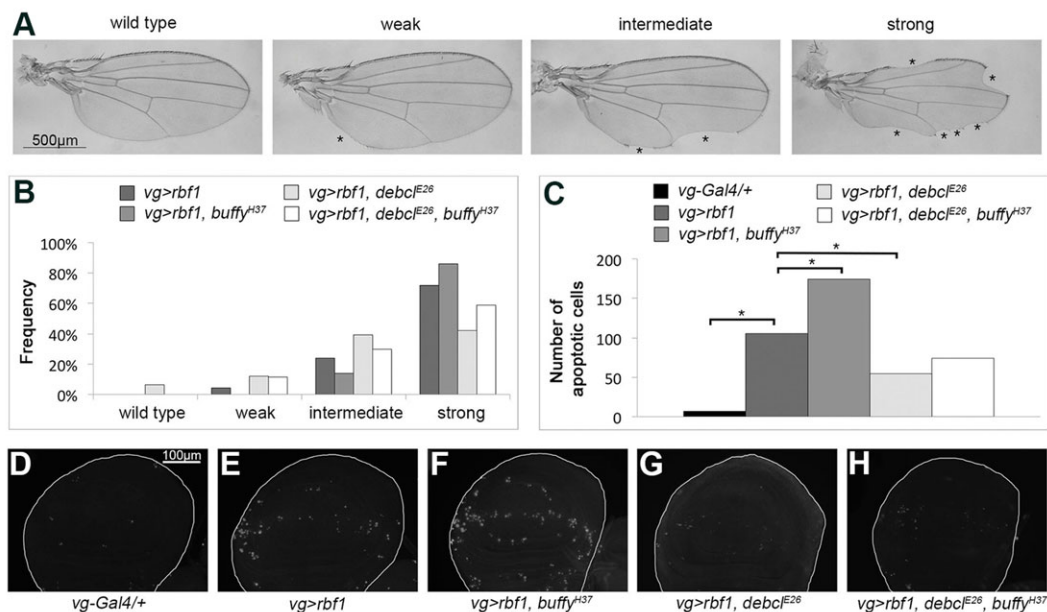 A
wild type
weak
intermediate
strong
500µm
*
*
*
*
*
*
*
*
*
B
vg>rbf1
vg>rbf1, debclᴱ²⁶
vg>rbf1, buffyᴴ³⁷
vg>rbf1, debclᴱ²⁶, buffyᴴ³⁷
100%
80%
60%
40%
20%
0%
Frequency
wild type
weak
intermediate
strong
C
vg-Gal4/+
vg>rbf1
vg>rbf1, buffyᴴ³⁷
vg>rbf1, debclᴱ²⁶
vg>rbf1, debclᴱ²⁶, buffyᴴ³⁷
*
*
*
200
150
100
50
0
Number of
apoptotic cells
D
100µm
E
F
G
H
vg-Gal4/+
vg>rbf1
vg>rbf1, buffyᴴ³⁷
vg>rbf1, debclᴱ²⁶
vg>rbf1, debclᴱ²⁶, buffyᴴ³⁷